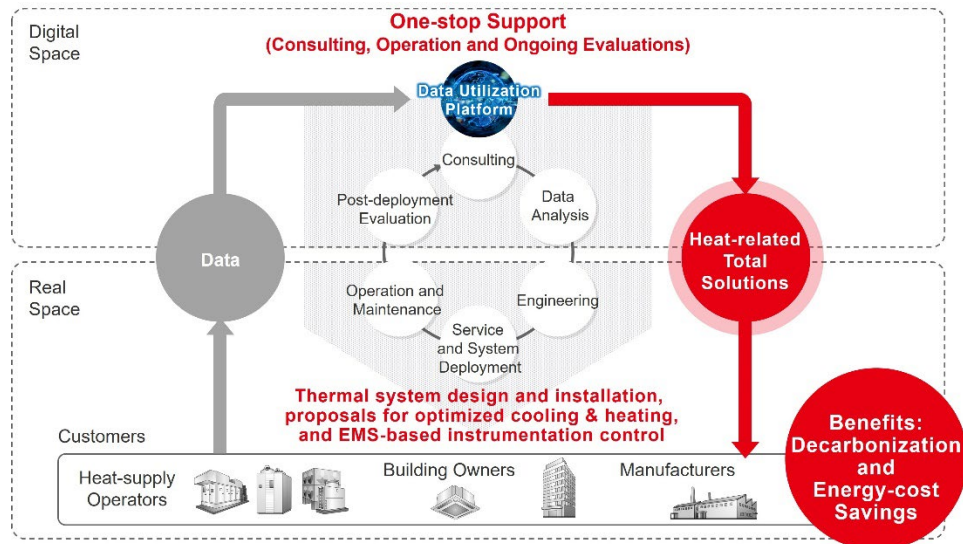 Digital
Space
One-stop Support
(Consulting, Operation and Ongoing Evaluations)
Data Utilization
Platform
Consulting
Post-deployment
Evaluation
Data
Analysis
Data
Heat-related
Total
Solutions
Real
Space
Operation and
Maintenance
Engineering
Service
and System
Deployment
Thermal system design and installation,
proposals for optimized cooling & heating,
and EMS-based instrumentation control
Customers
Heat-supply
Operators
Building Owners
Manufacturers
Benefits:
Decarbonization
and
Energy-cost
Savings